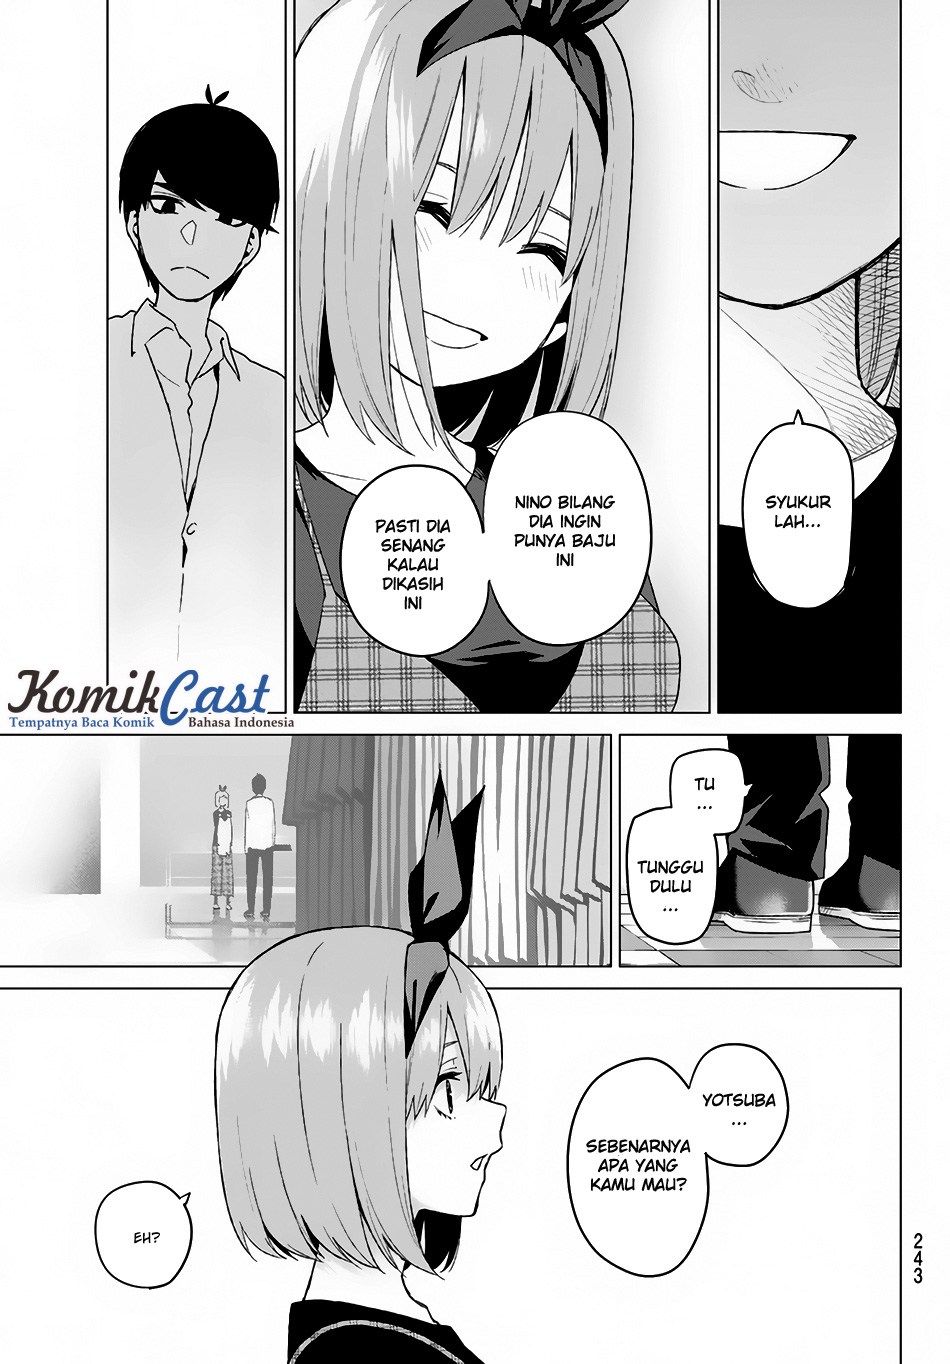 SYUKUR
LAH...
NINO BILANG
DIA INGIN
PUNYA BAJU
INI
PASTI DIA
SENANG
KALAU
DIKASIH
INI
KomikCast
Tempatnya Baca Komik Bahasa Indonesia
TU
...
TUNGGU
DULU
...
YOTSUBA
...
SEBENARNYA
APA YANG
KAMU MAU?
EH?
243